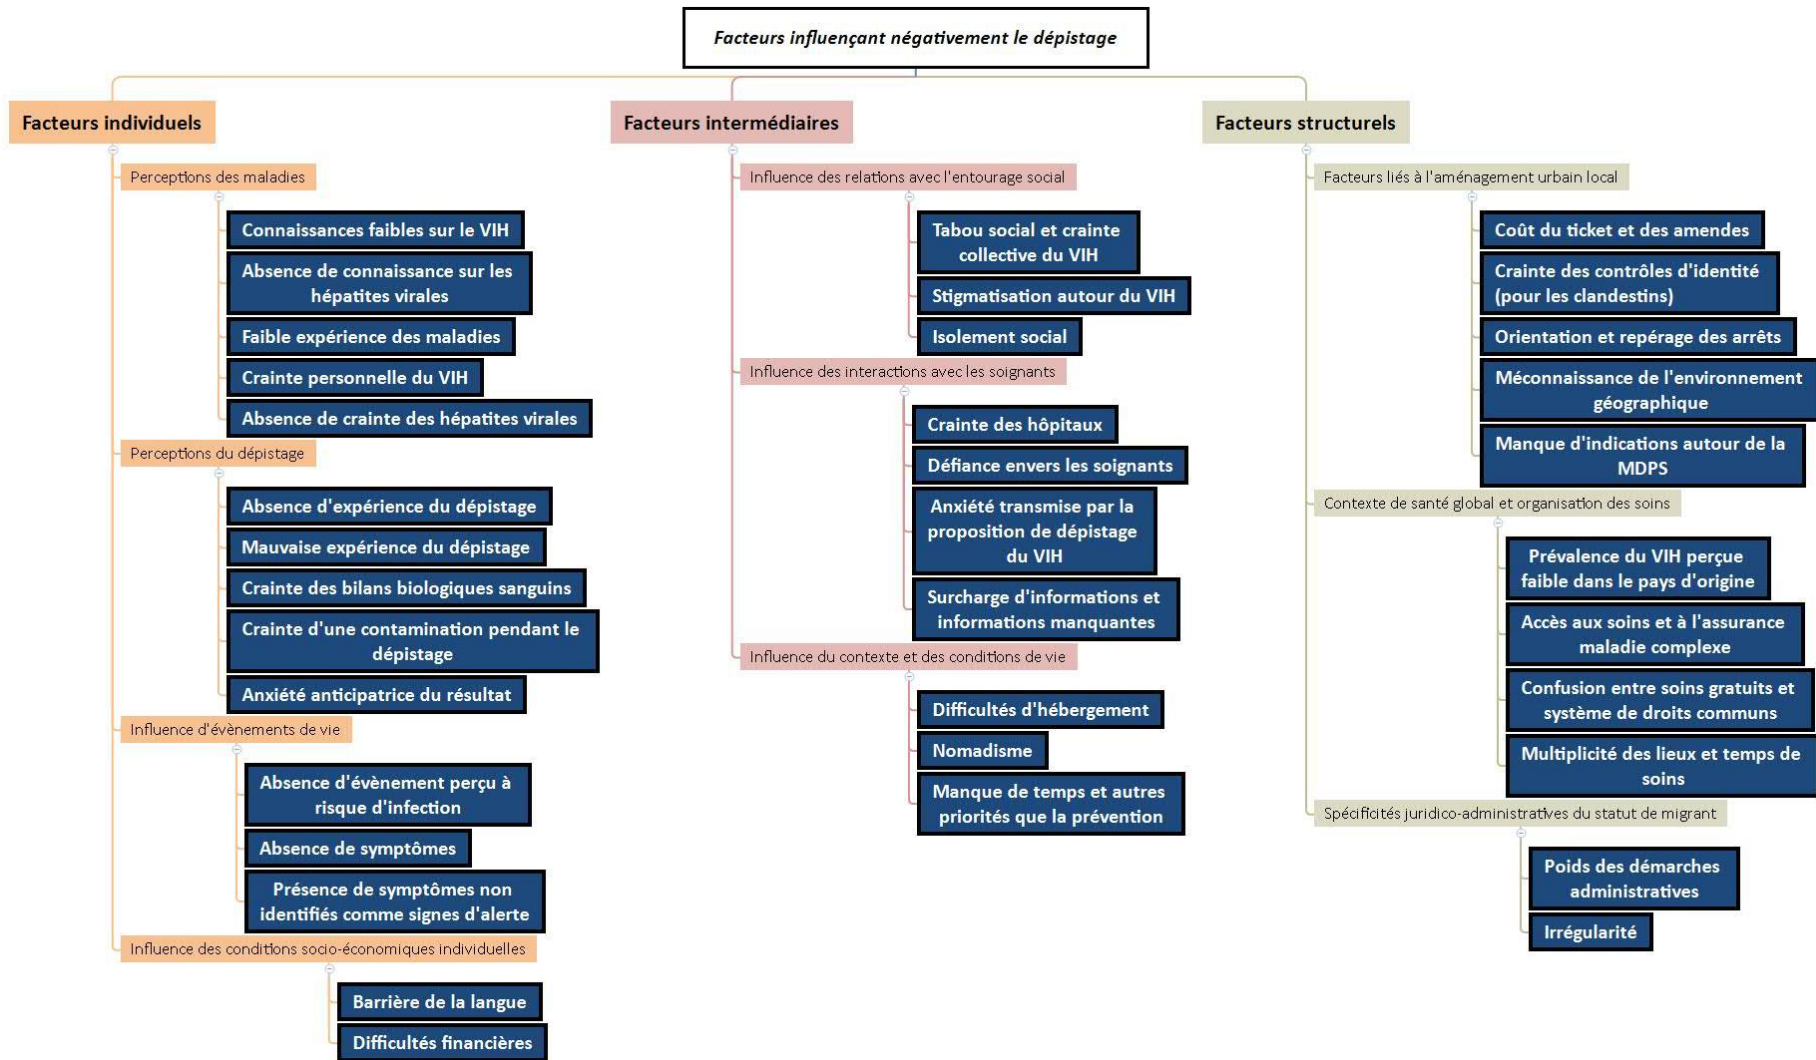 Facteurs influençant négativement le dépistage
Facteurs individuels
Perceptions des maladies
Connaissances faibles sur le VIH
Absence de connaissance sur les
hépatites virales
Faible expérience des maladies
Crainte personnelle du VIH
Absence de crainte des hépatites virales
Perceptions du dépistage
Absence d'expérience du dépistage
Mauvaise expérience du dépistage
Crainte des bilans biologiques sanguins
Crainte d'une contamination pendant le
dépistage
Anxiété anticipatrice du résultat
Influence d'évènements de vie
Absence d'évènement perçu à
risque d'infection
Absence de symptômes
Présence de symptômes non
identifiés comme signes d'alerte
Influence des conditions socio-économiques individuelles
Barrière de la langue
Difficultés financières
Facteurs intermédiaires
Influence des relations avec l'entourage social
Tabou social et crainte
collective du VIH
Stigmatisation autour du VIH
Isolement social
Influence des interactions avec les soignants
Crainte des hôpitaux
Défiance envers les soignants
Anxiété transmise par la
proposition de dépistage
du VIH
Surcharge d'informations et
informations manquantes
Influence du contexte et des conditions de vie
Difficultés d'hébergement
Nomadisme
Manque de temps et autres
priorités que la prévention
Facteurs structurels
Facteurs liés à l'aménagement urbain local
Coût du ticket et des amendes
Crainte des contrôles d'identité
(pour les clandestins)
Orientation et repérage des arrêts
Méconnaissance de l'environnement
géographique
Manque d'indications autour de la
MDPS
Contexte de santé global et organisation des soins
Prévalence du VIH perçue
faible dans le pays d'origine
Accès aux soins et à l'assurance
maladie complexe
Confusion entre soins gratuits et
système de droits communs
Multiplicité des lieux et temps de
soins
Spécificités juridico-administratives du statut de migrant
Poids des démarches
administratives
Irrégularité